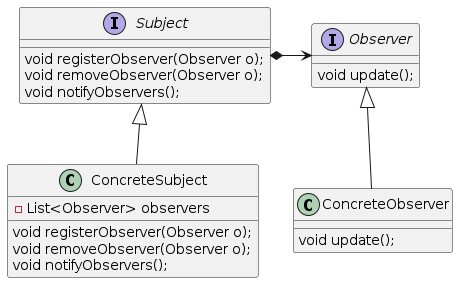 I Subject
void registerObserver(Observer o);
void removeObserver(Observer o);
void notifyObservers();
I Observer
void update();
C ConcreteSubject
List<Observer> observers
void registerObserver(Observer o);
void removeObserver(Observer o);
void notifyObservers();
C ConcreteObserver
void update();